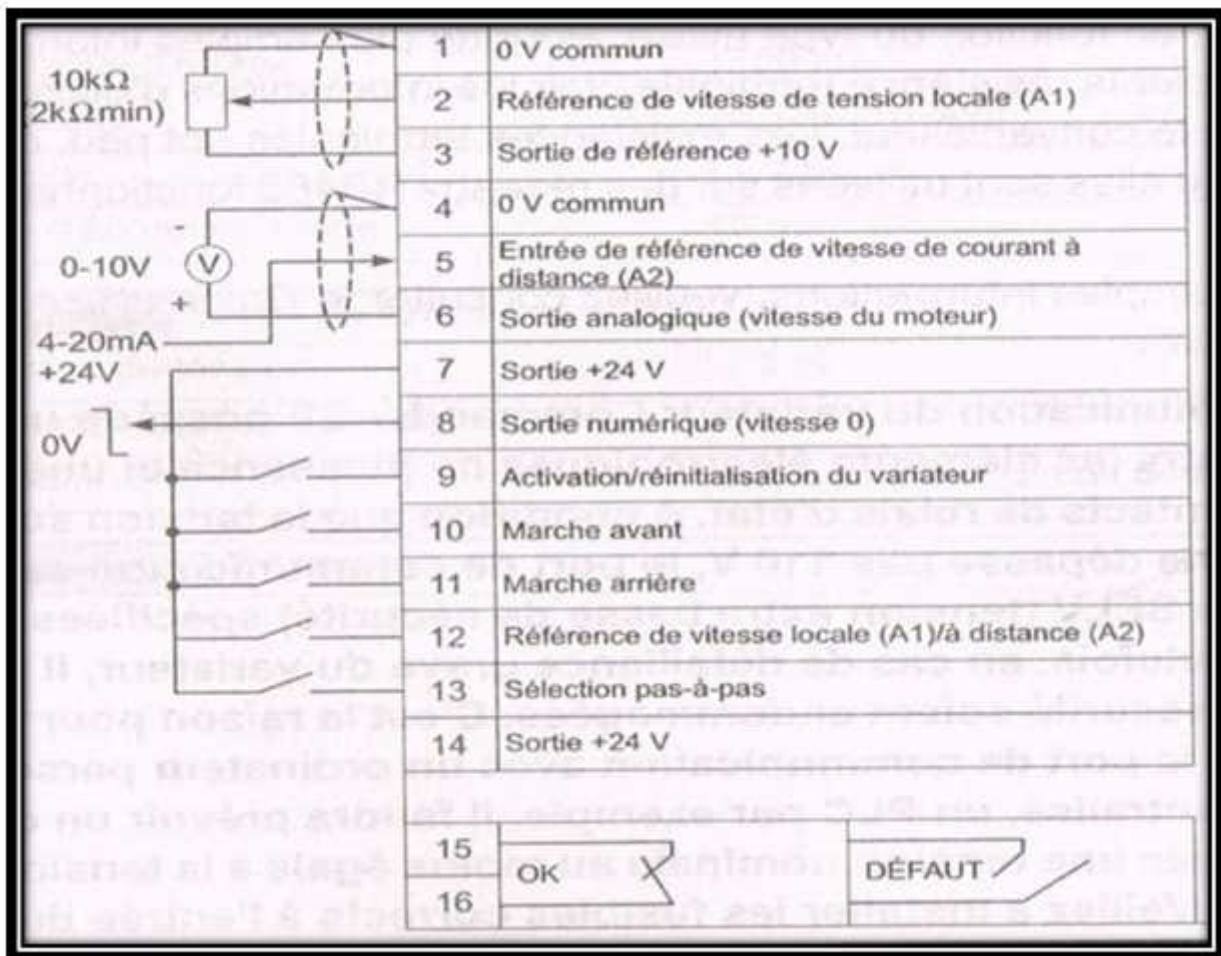 1 0 V commun
10kΩ
(2kΩmin)
2 Référence de vitesse de tension locale (A1)
3 Sortie de référence +10 V
4 0 V commun
-
0-10V V
5 Entrée de référence de vitesse de courant à
distance (A2)
+
6 Sortie analogique (vitesse du moteur)
4-20mA
+24V
7 Sortie +24 V
8 Sortie numérique (vitesse 0)
0V
9 Activation/réinitialisation du variateur
10 Marche avant
11 Marche arrière
12 Référence de vitesse locale (A1)/à distance (A2)
13 Sélection pas-à-pas
14 Sortie +24 V
15
OK DÉFAUT
16